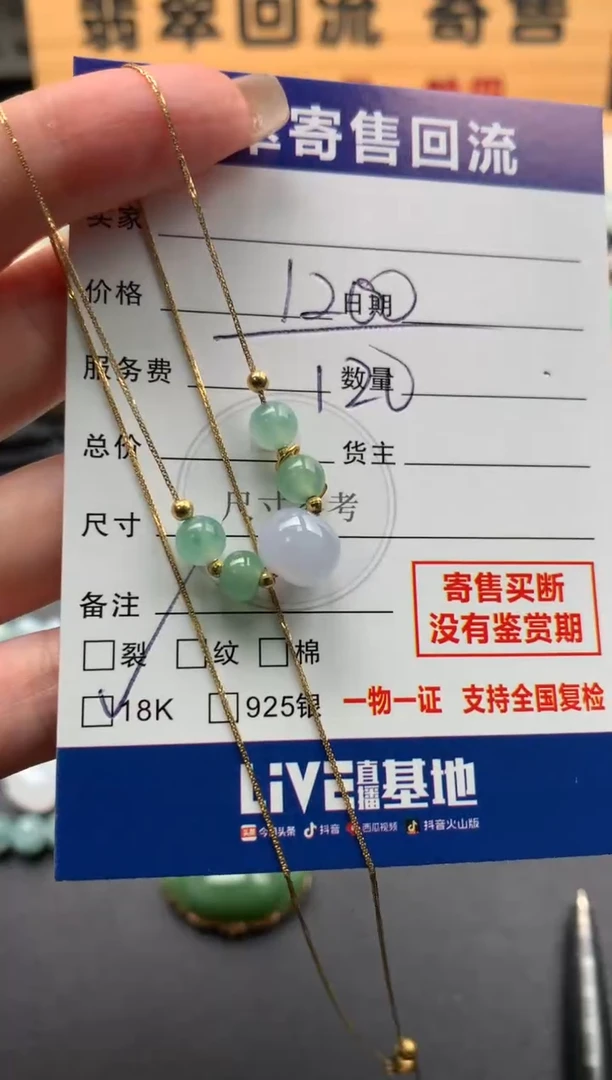 翡翠回流 寄售
寄售回流
卖家
价格 1200 日期
服务费 120 数量
总价 货主
尺寸
尺寸参考
备注
寄售买断
没有鉴赏期
裂 纹 棉
18K 925银
一物一证 支持全国复检
LiVE直播基地
头条 今日头条 抖音 西瓜视频 抖音火山版